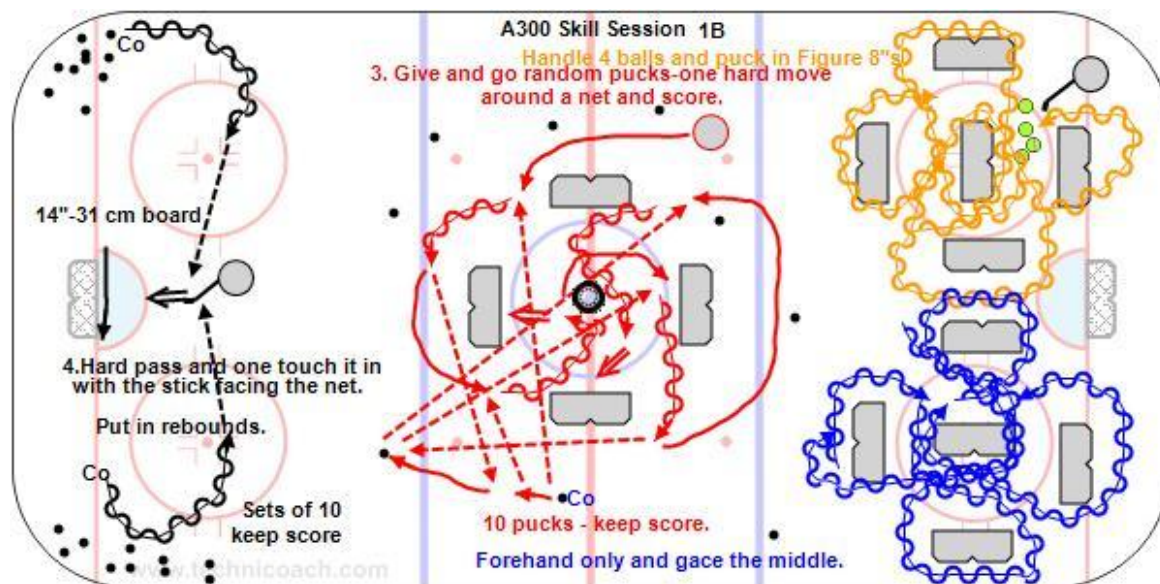 A300 Skill Session 1B
Handle 4 balls and puck in Figure 8"s
3. Give and go random pucks-one hard move
around a net and score.
Co
14"-31 cm board
4.Hard pass and one touch it in
with the stick facing the net.
Put in rebounds.
Co
Sets of 10
keep score
Co
10 pucks - keep score.
Forehand only and gace the middle.
www.technicoach.com